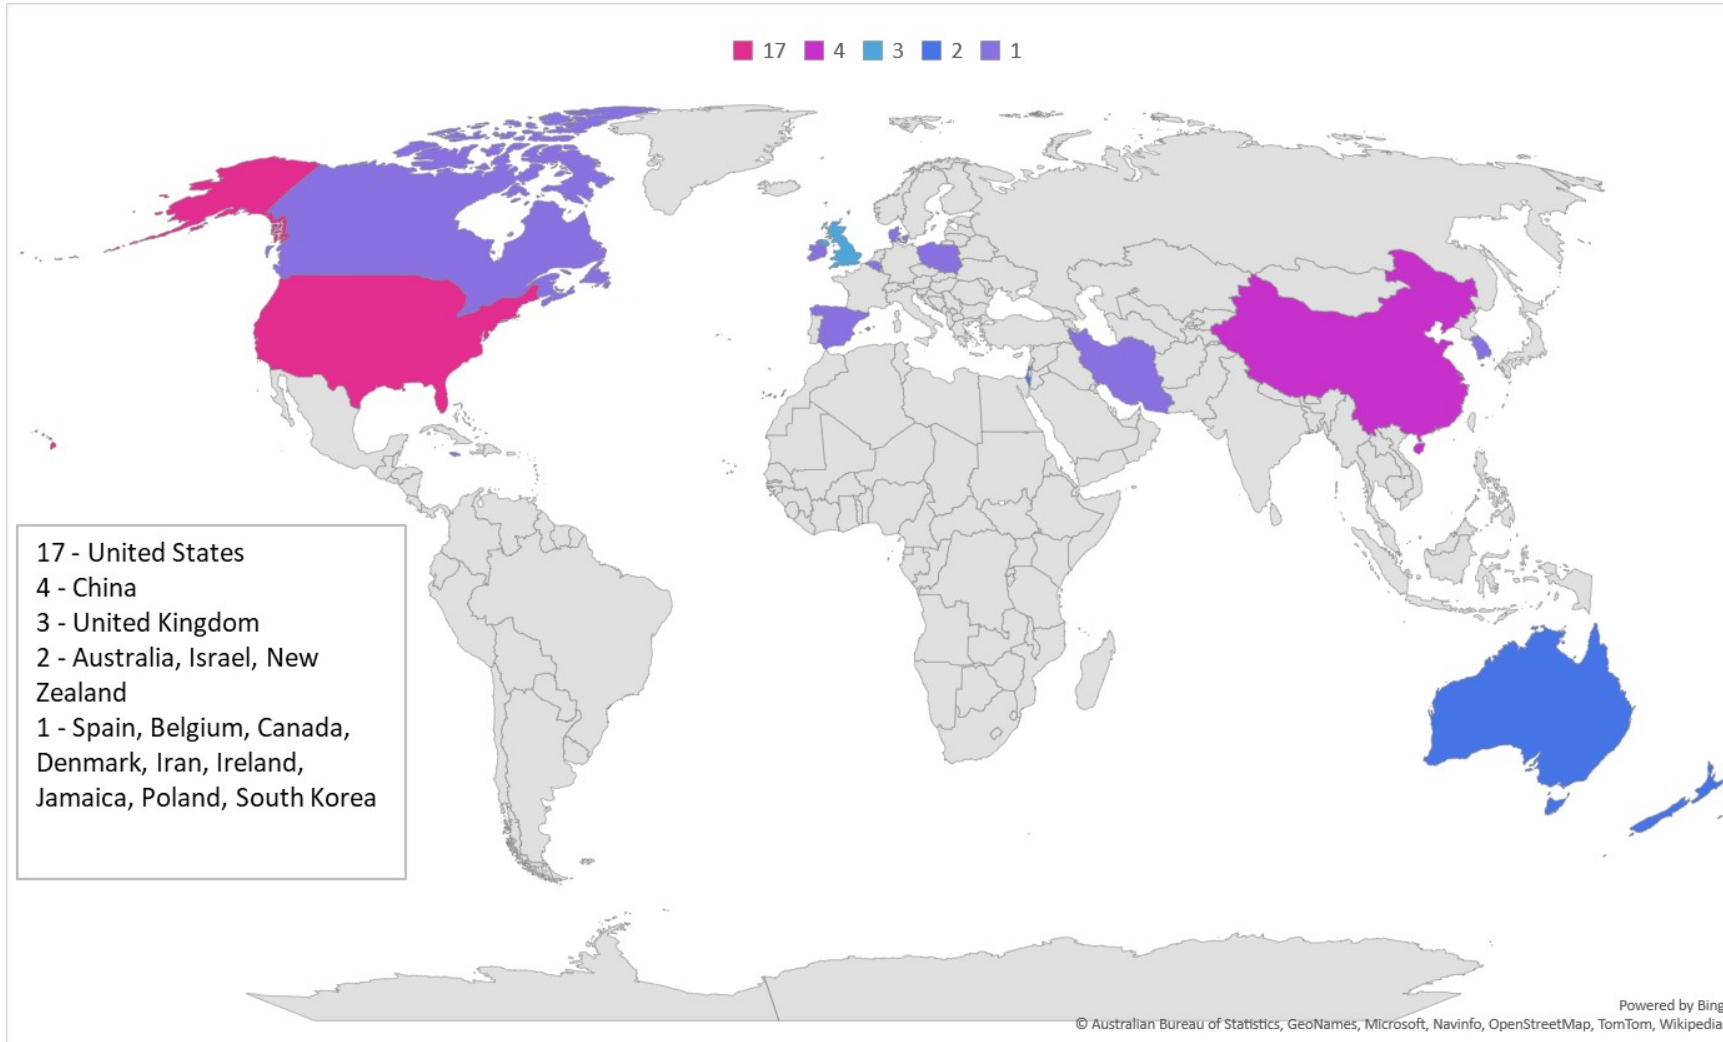 17 4 3 2 1
17 - United States
4 - China
3 - United Kingdom
2 - Australia, Israel, New
Zealand
1 - Spain, Belgium, Canada,
Denmark, Iran, Ireland,
Jamaica, Poland, South Korea
Powered by Bing
© Australian Bureau of Statistics, GeoNames, Microsoft, Navinfo, OpenStreetMap, TomTom, Wikipedia